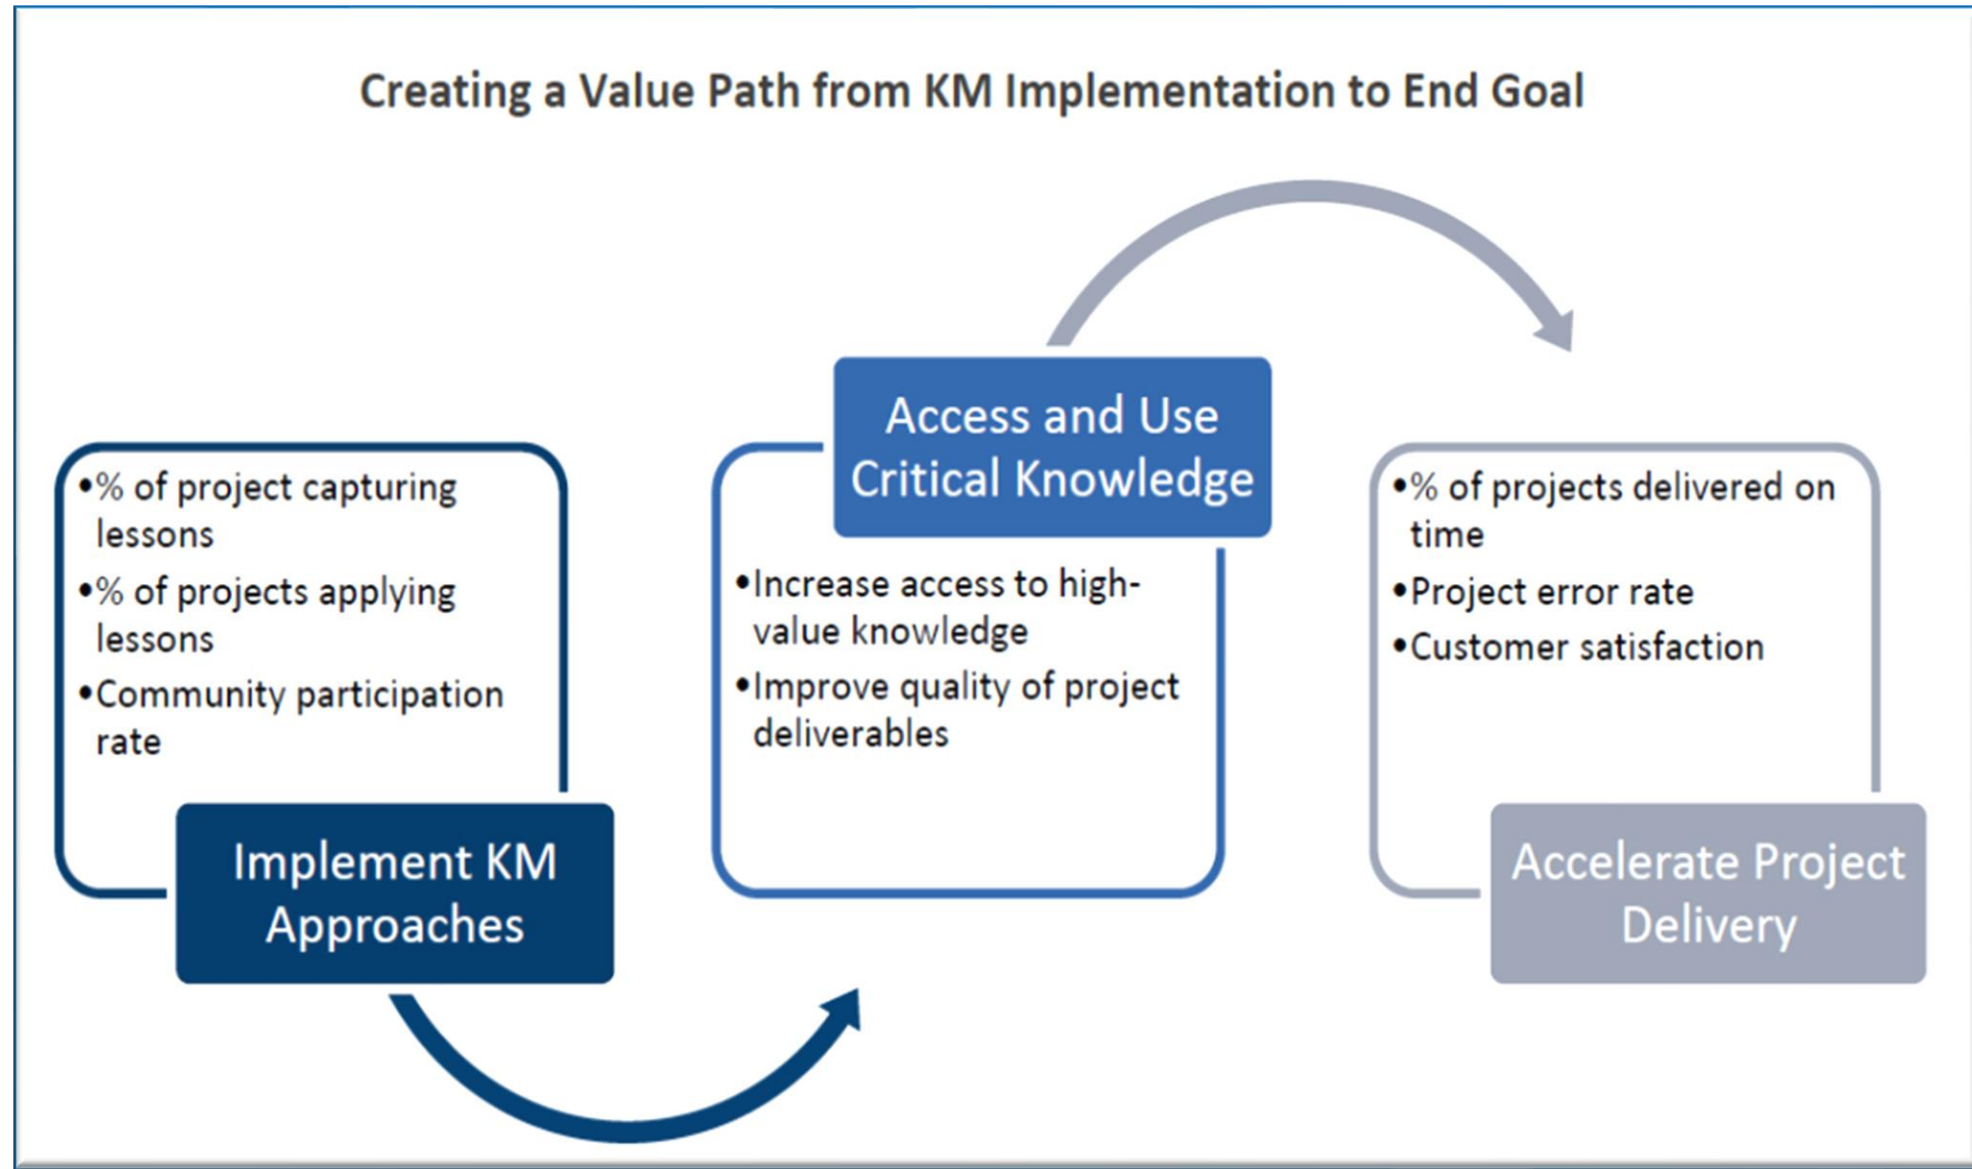 Creating a Value Path from KM Implementation to End Goal
•% of project capturing
lessons
•% of projects applying
lessons
•Community participation
rate
Implement KM
Approaches
Access and Use
Critical Knowledge
•Increase access to high-
value knowledge
•Improve quality of project
deliverables
•% of projects delivered on
time
•Project error rate
•Customer satisfaction
Accelerate Project
Delivery